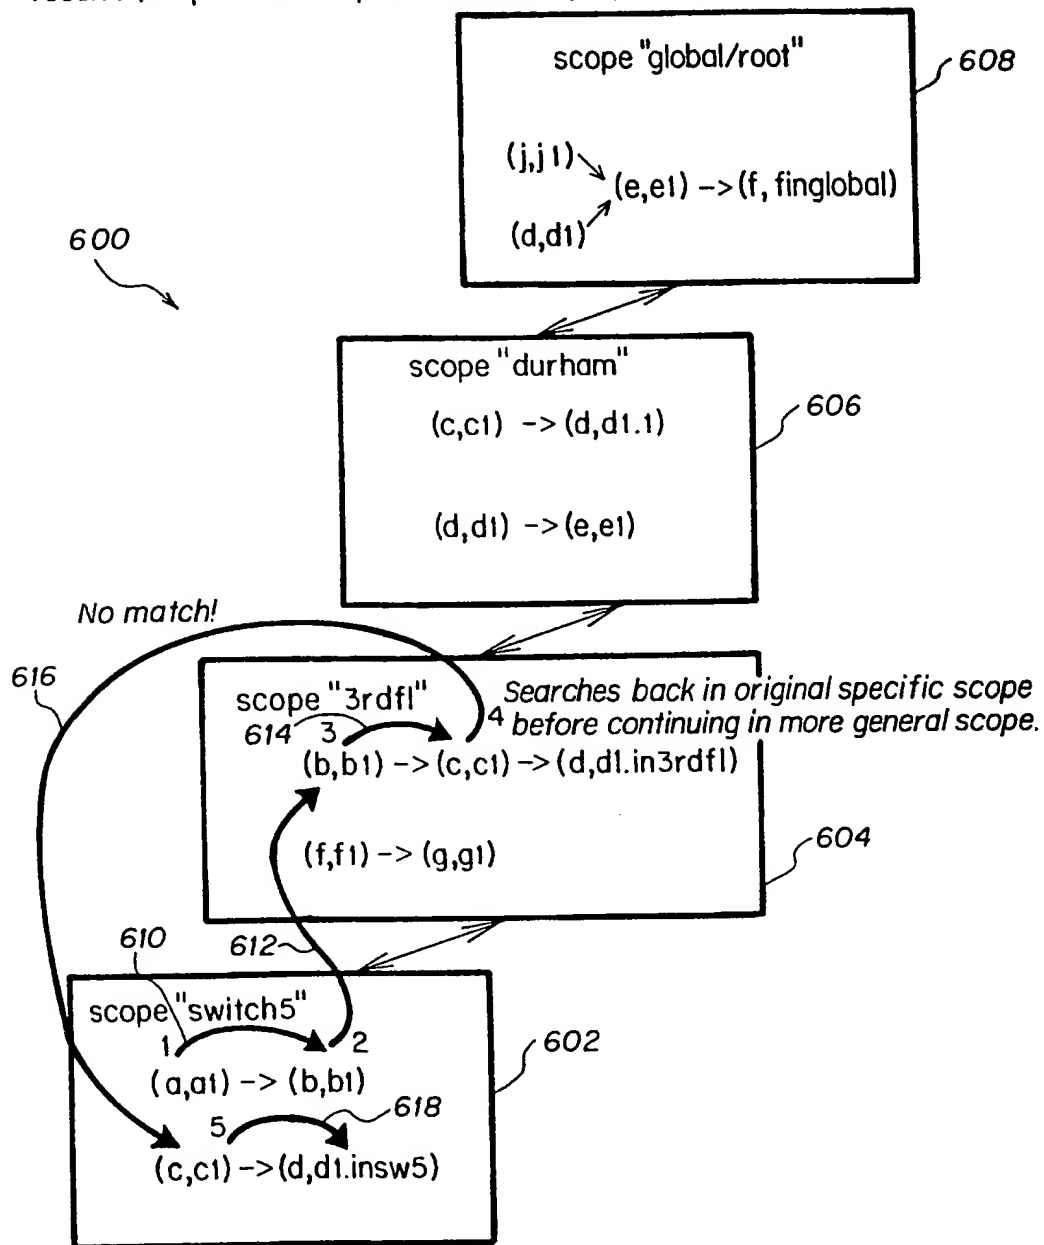 scope "global/root"
608
(j,j1)
(e,e1) -> (f, finglobal)
(d,d1)
600
scope "durham"
606
(c,c1) -> (d,d1.1)
(d,d1) -> (e,e1)
No match!
616
scope "3rdfl"
Searches back in original specific scope
4 before continuing in more general scope.
614 3
(b,b1) -> (c,c1) -> (d,d1.in3rdfl)
604
(f,f1) -> (g,g1)
610
612
scope "switch5"
602
1 2
(a,a1) -> (b,b1)
5 618
(c,c1) -> (d,d1.insw5)